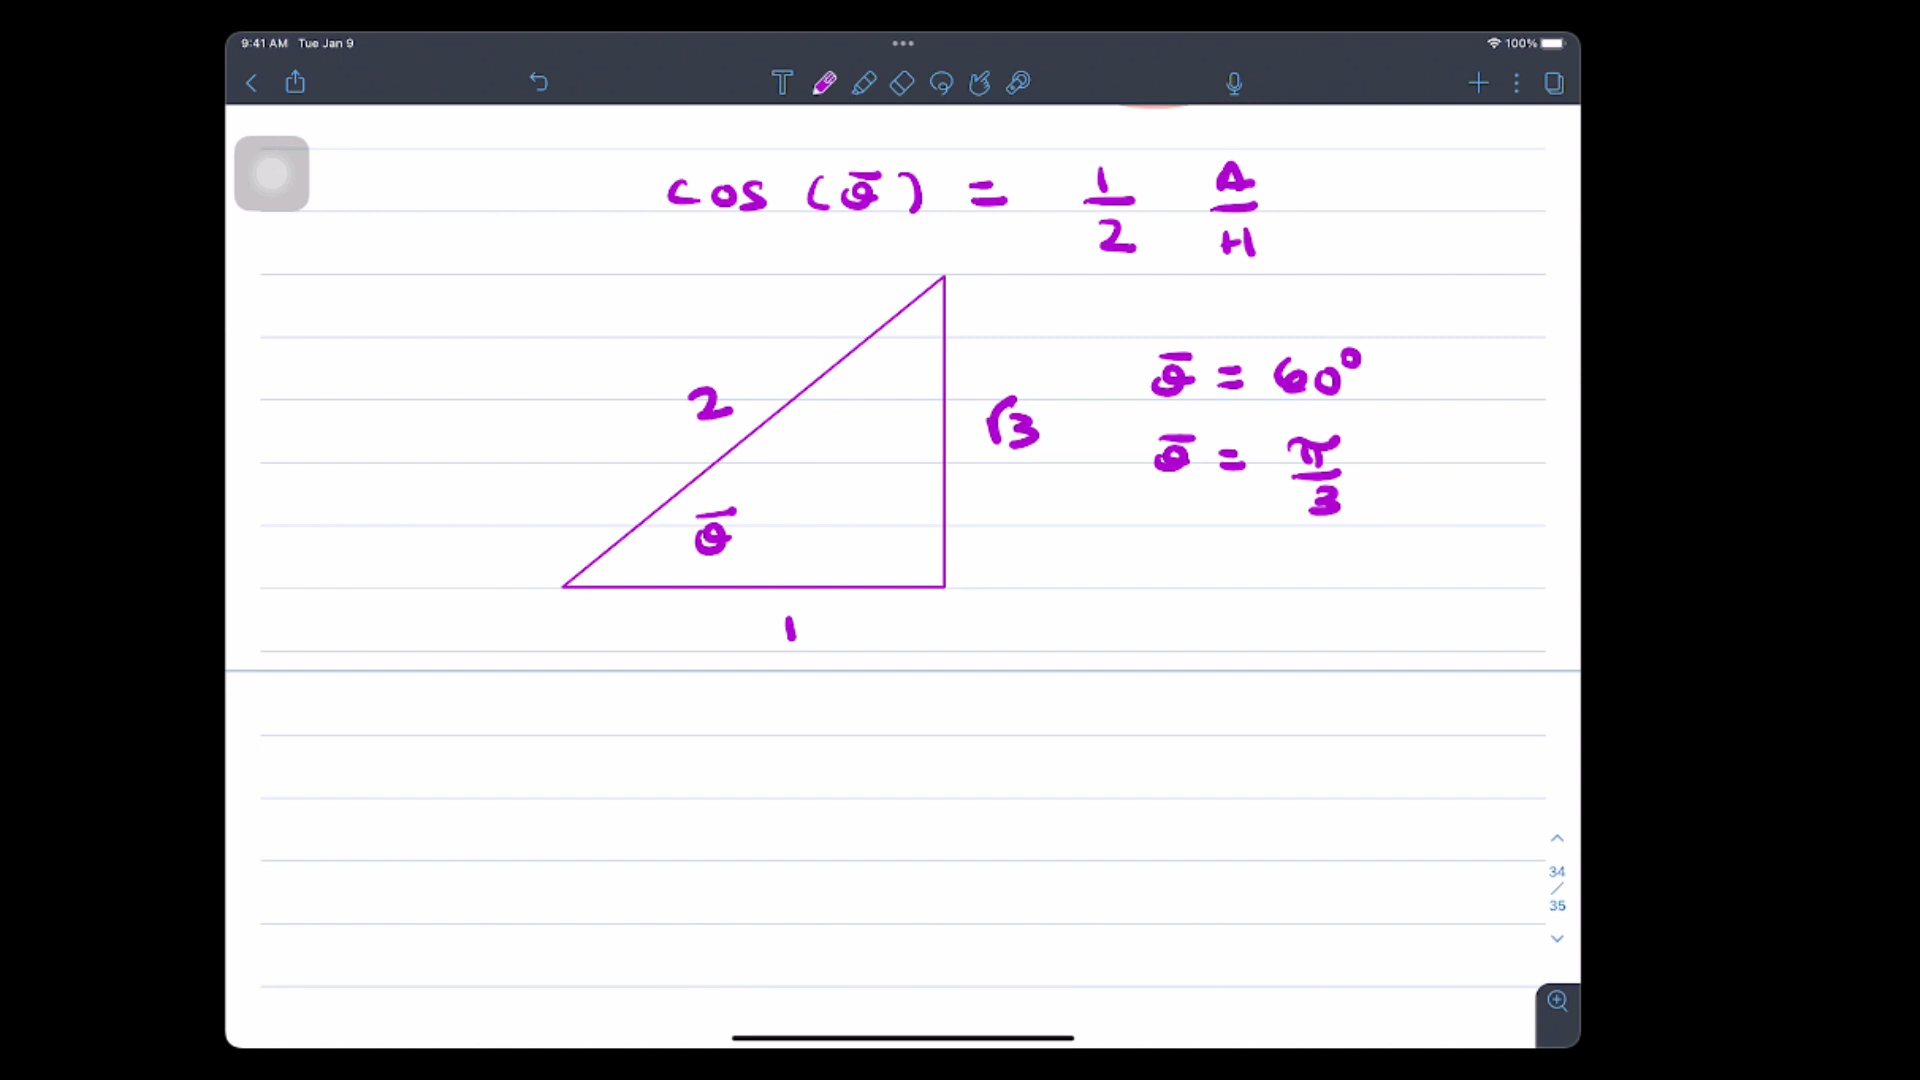 9:41 AM Tue Jan 9
100%
T
cos (θ̄) = 1/2 A/H
2
√3
θ̄ = 60°
θ̄ = π/3
θ̄
1
34
/
35